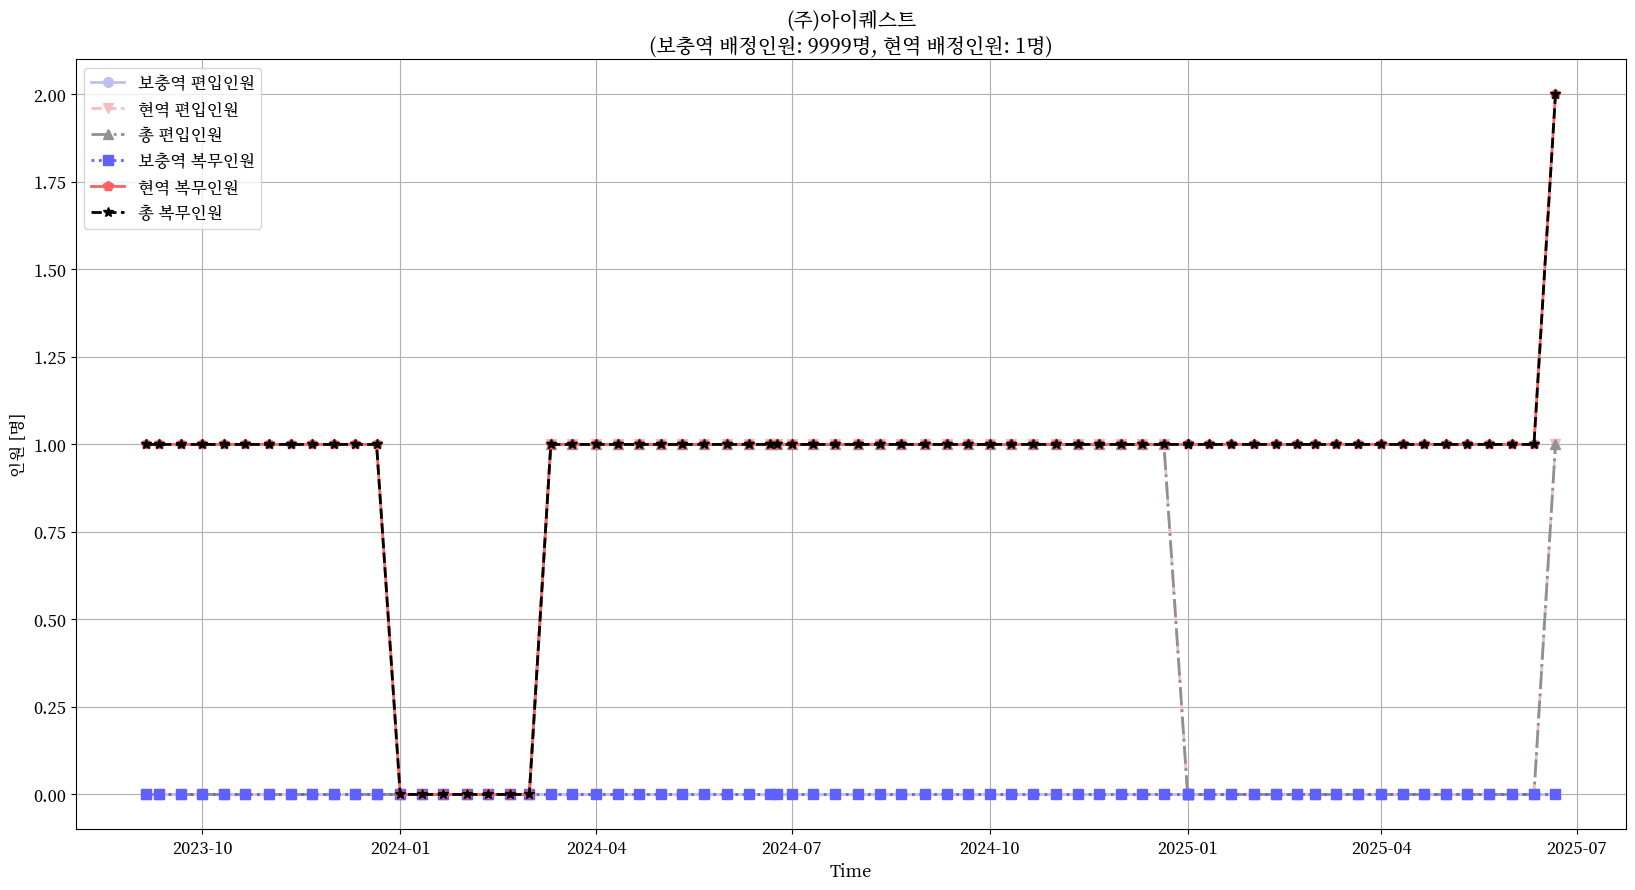 (주)아이퀘스트
(보충역 배정인원: 9999명, 현역 배정인원: 1명)
보충역 편입인원
현역 편입인원
총 편입인원
보충역 복무인원
현역 복무인원
총 복무인원
2.00
1.75
1.50
1.25
1.00
0.75
0.50
0.25
0.00
인원 [명]
2023-10
2024-01
2024-04
2024-07
2024-10
2025-01
2025-04
2025-07
Time